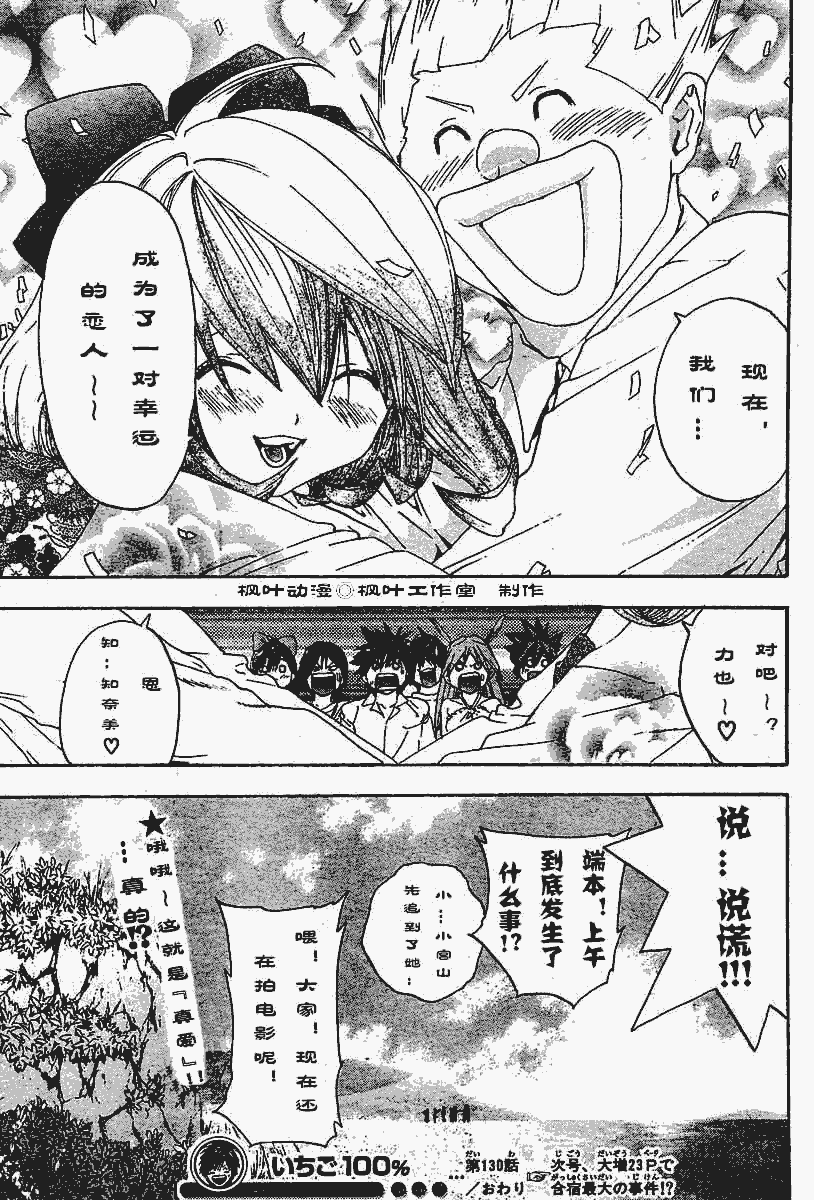 现在，
我们…
成为了一对幸运
的恋人～～
枫叶动漫◎枫叶工作室 制作
对吧～？
力也～♡
恩
知…知奈美♡
说…说谎!!!
端本！上午
到底发生了
什么事!?
小…小宫山
先追到了她…
喂！大家！现在还
在拍电影呢！
★哦哦～这就是『真爱』!!
…真的!?
いちご100%
第130話
…／おわり
次号、大増23Ｐで
合宿最大の事件!?